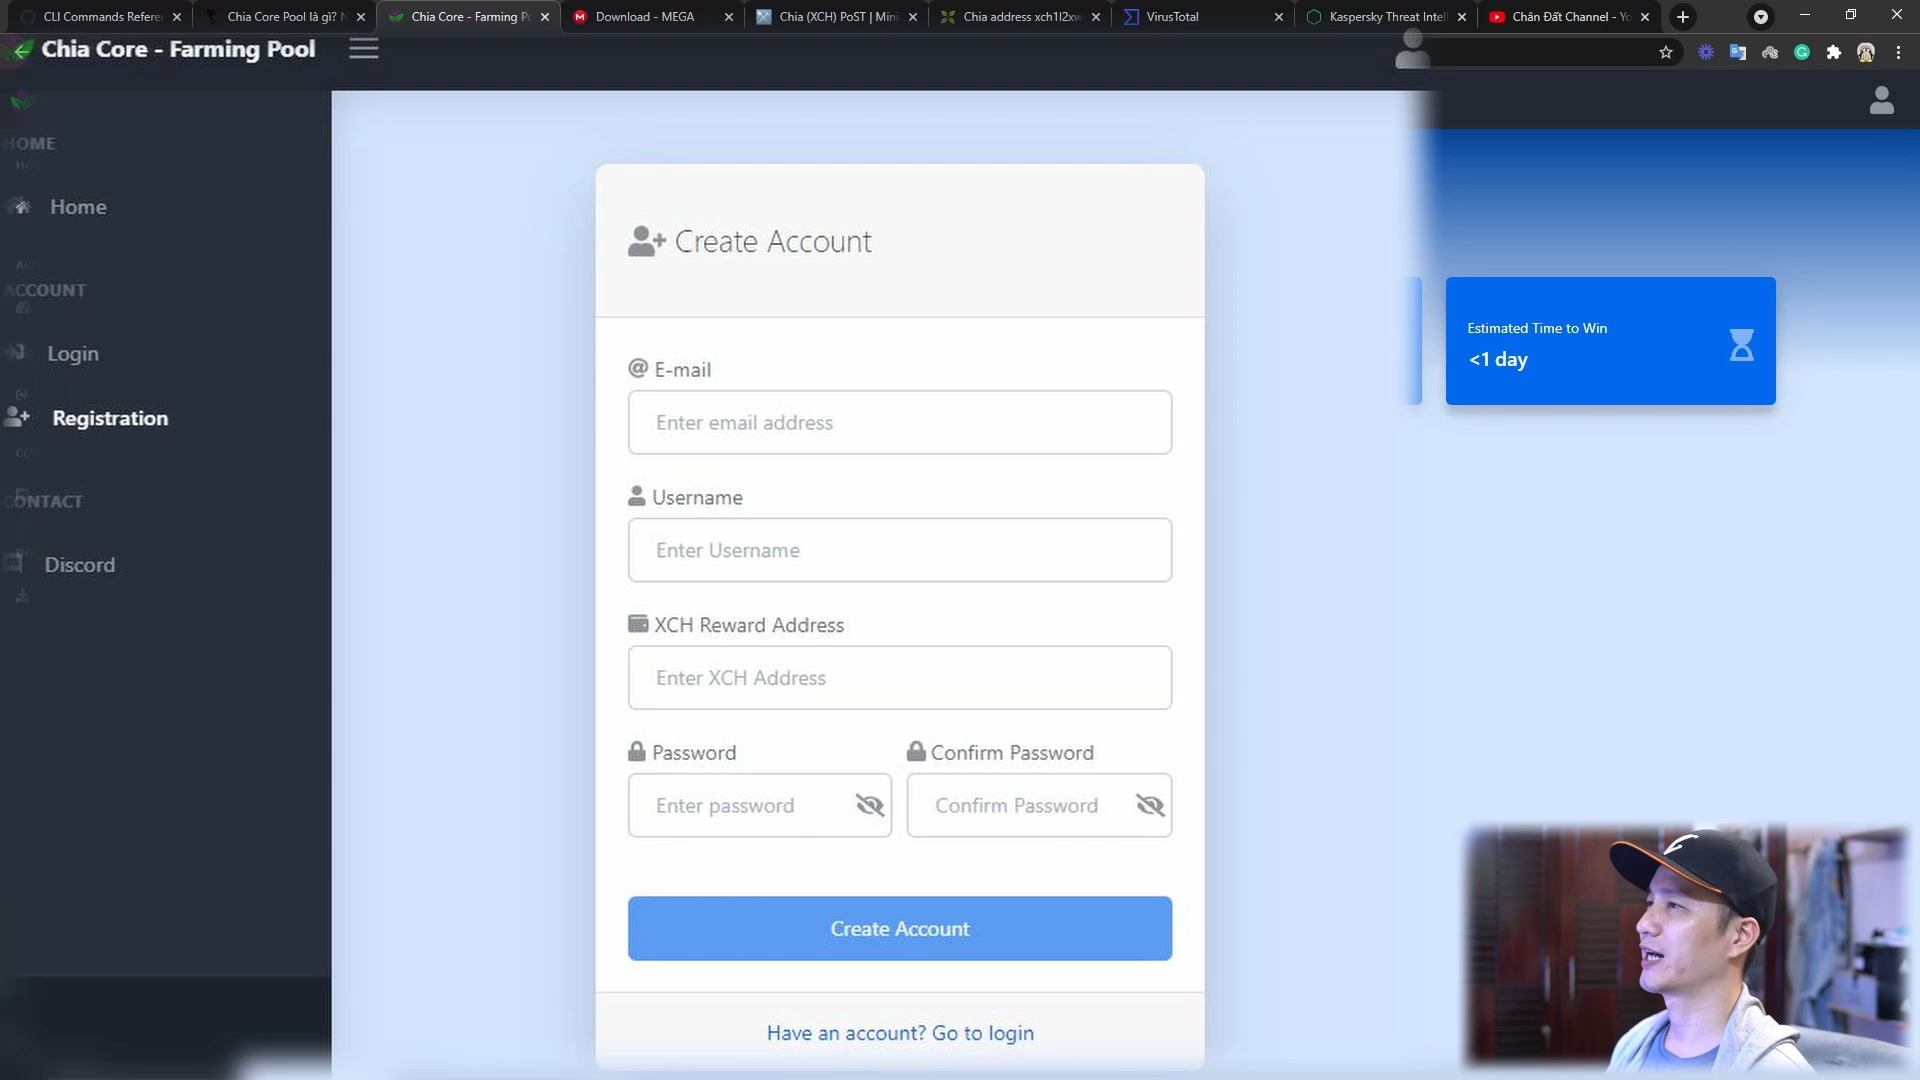 CLI Commands Refere
Chia Core Pool là gì? N
Chia Core - Farming P
Download - MEGA
Chia (XCH) PoST | Mini
Chia address xch1l2xw
VirusTotal
Kaspersky Threat Intel
Chân Đất Channel - Yo
Chia Core - Farming Pool
HOME
Home
ACCOUNT
Login
Registration
CONTACT
Discord
Create Account
E-mail
Enter email address
Username
Enter Username
XCH Reward Address
Enter XCH Address
Password
Confirm Password
Enter password
Confirm Password
Create Account
Have an account? Go to login
Estimated Time to Win
<1 day